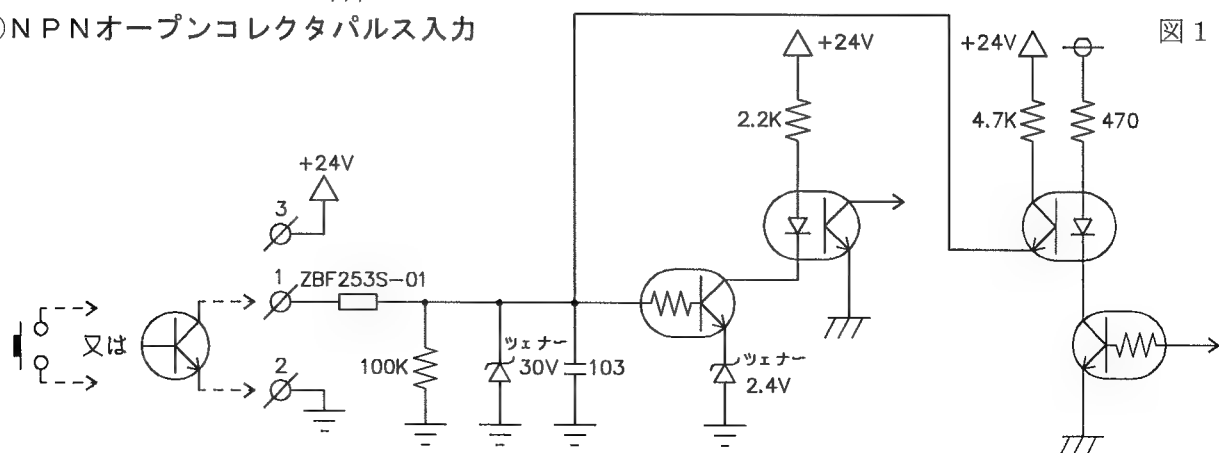 NPNオープンコレクタパルス入力
図1
+24V
+24V
2.2K
4.7K
470
+24V
3
1 ZBF253S-01
又は
100K
ツェナー
30V
103
ツェナー
2.4V
2